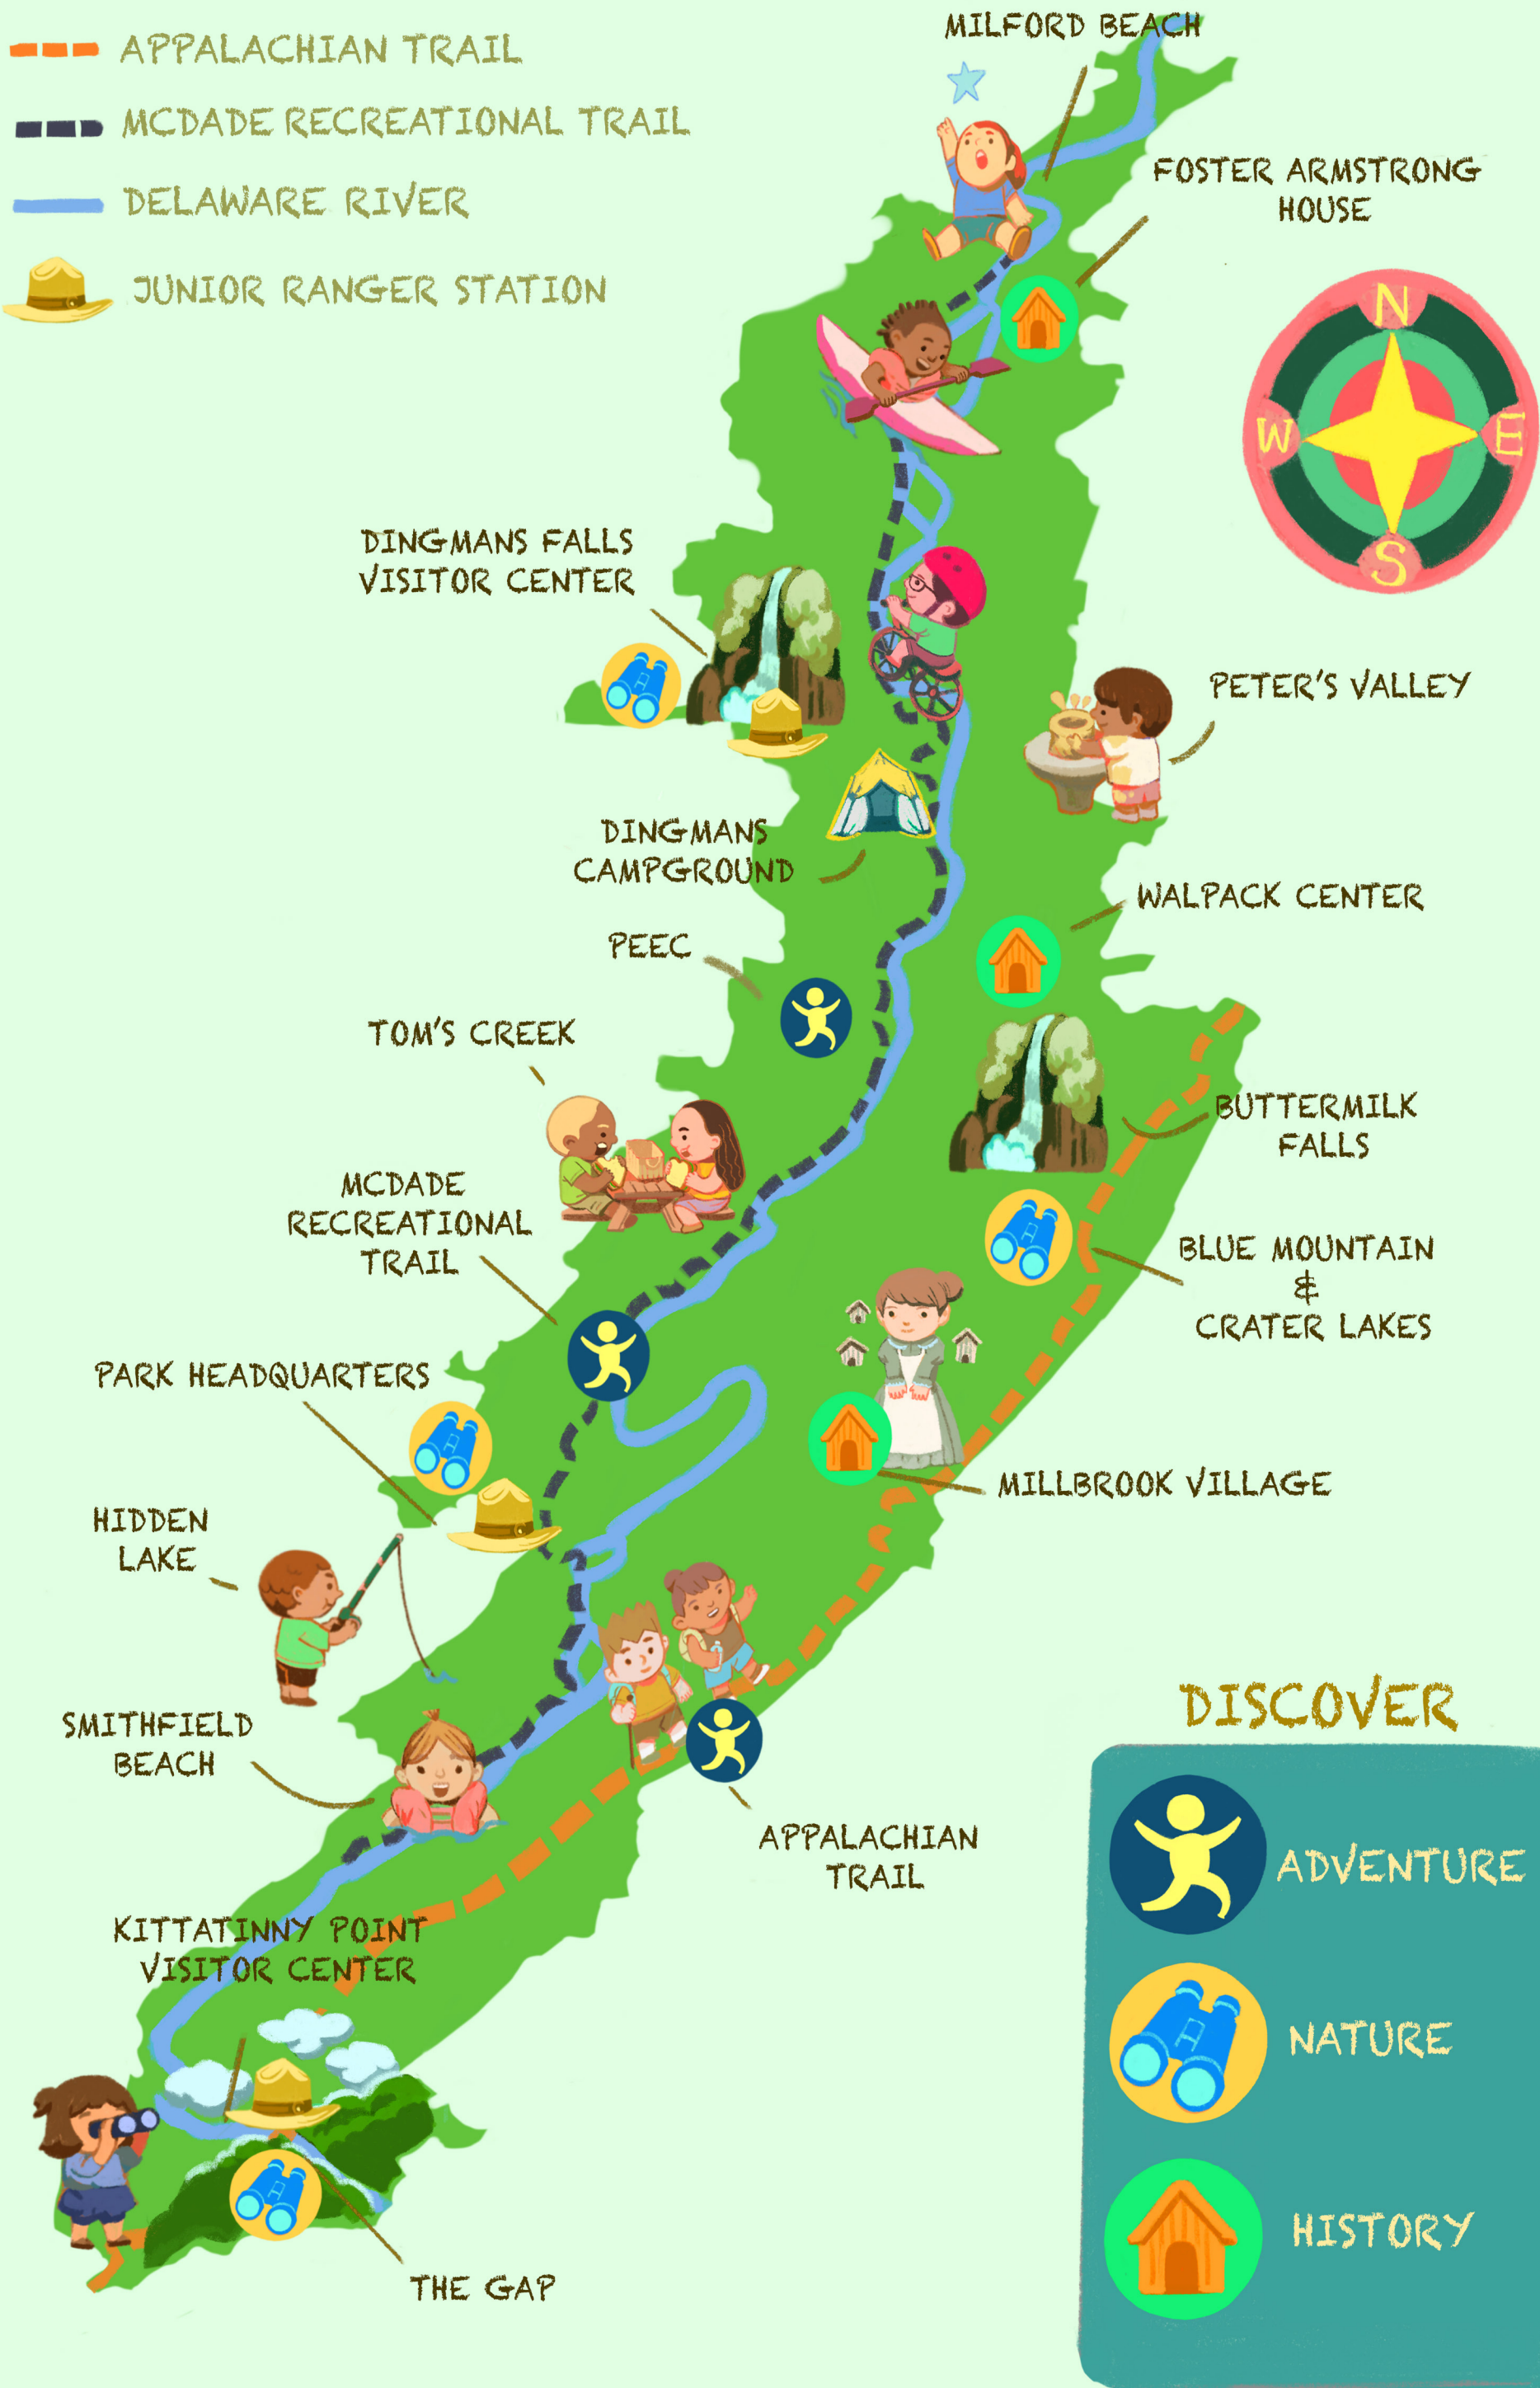 APPALACHIAN TRAIL
MCDADE RECREATIONAL TRAIL
DELAWARE RIVER
JUNIOR RANGER STATION
MILFORD BEACH
FOSTER ARMSTRONG
HOUSE
N
W
E
S
DINGMANS FALLS
VISITOR CENTER
PETER'S VALLEY
DINGMANS
CAMPGROUND
WALPACK CENTER
PEEC
TOM'S CREEK
BUTTERMILK
FALLS
MCDADE
RECREATIONAL
TRAIL
BLUE MOUNTAIN
&
CRATER LAKES
PARK HEADQUARTERS
MILLBROOK VILLAGE
HIDDEN
LAKE
SMITHFIELD
BEACH
APPALACHIAN
TRAIL
KITTATINNY POINT
VISITOR CENTER
THE GAP
DISCOVER
ADVENTURE
NATURE
HISTORY